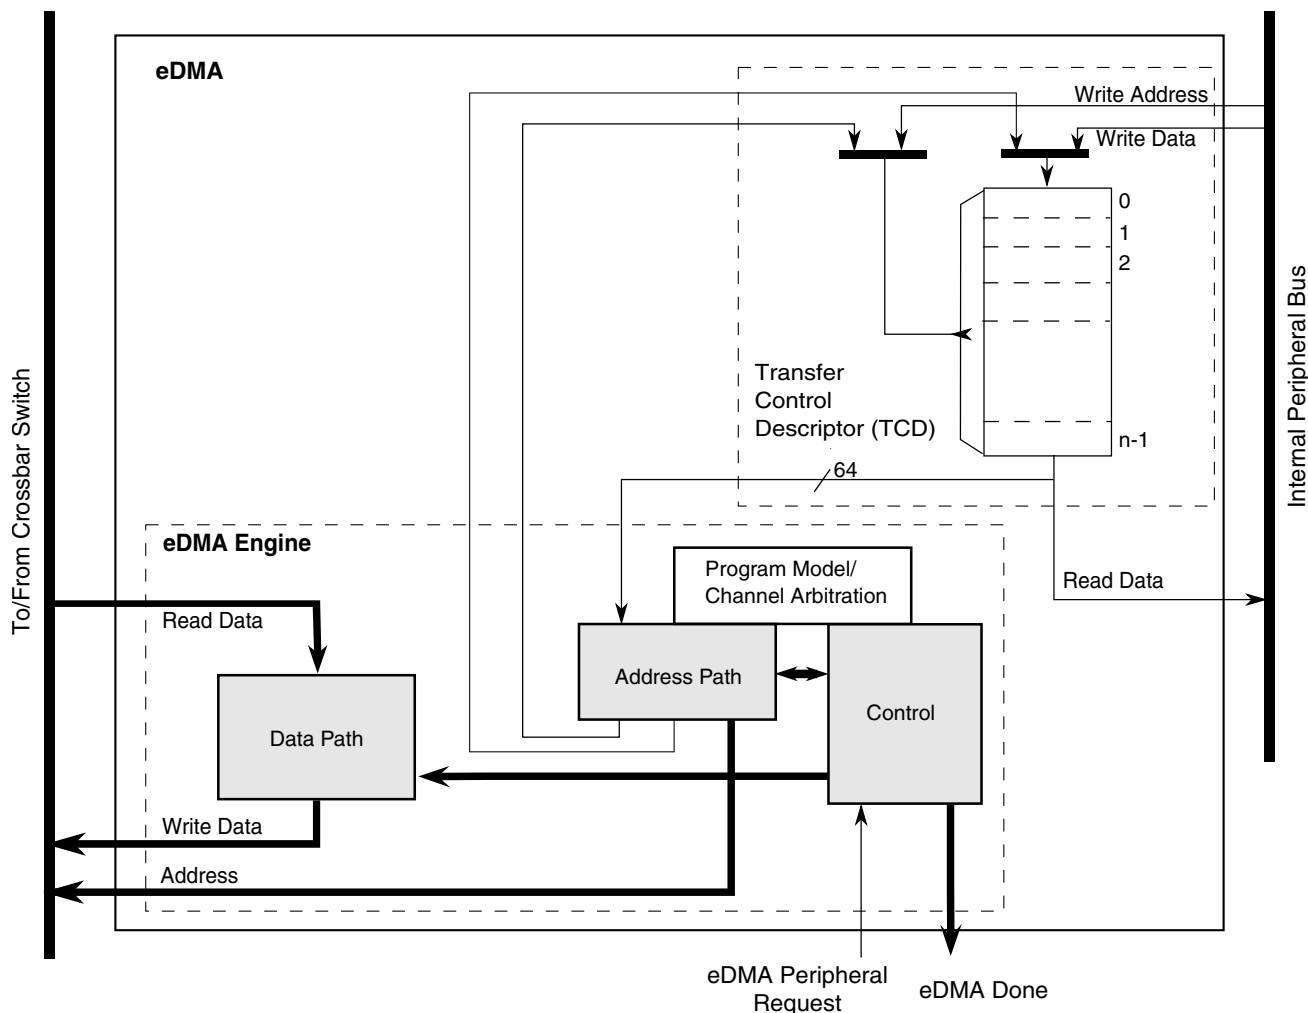 eDMA
Write Address
Write Data
0
1
2
n-1
Transfer
Control
Descriptor (TCD)
64
To/From Crossbar Switch
Internal Peripheral Bus
eDMA Engine
Program Model/
Channel Arbitration
Read Data
Read Data
Address Path
Control
Data Path
Write Data
Address
eDMA Peripheral
Request
eDMA Done